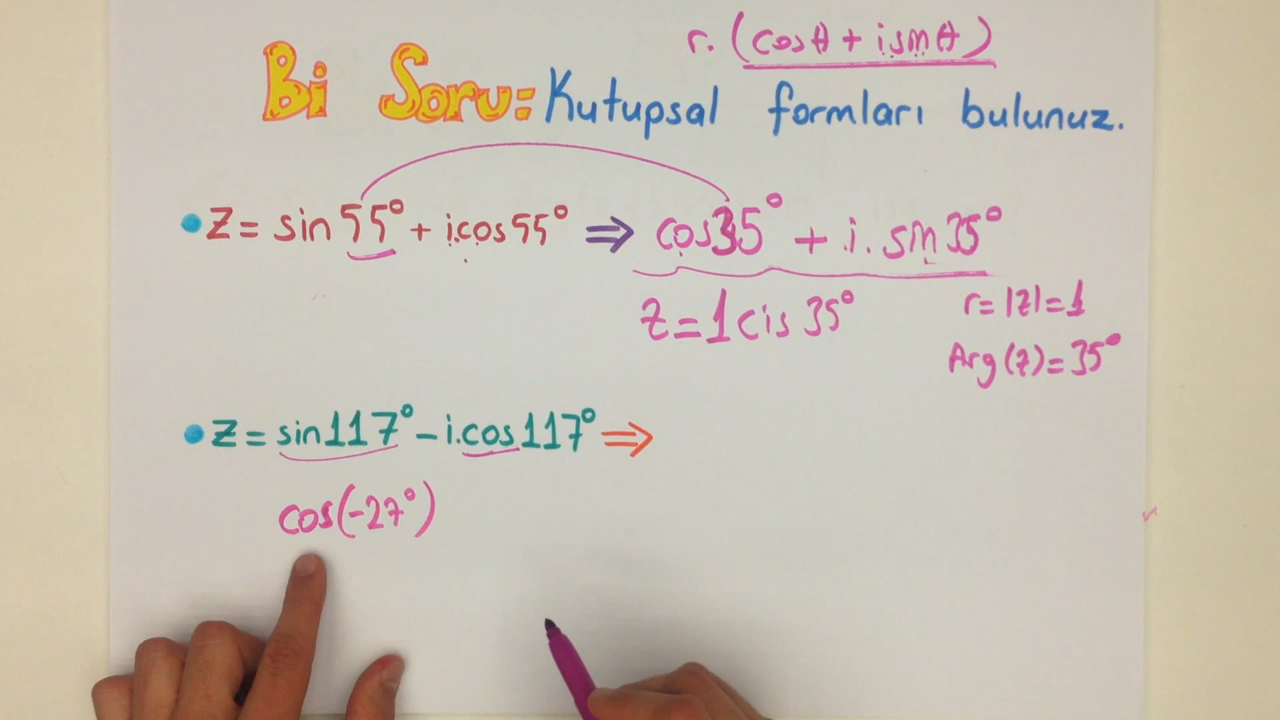 r. (cosθ + i.sinθ)
Bi Soru: Kutupsal formları bulunuz.
• Z = sin55° + i.cos55° ⇒ cos35° + i. sin35°
Z = 1 cis 35°
r = |z| = 1
Arg(z) = 35°
• Z = sin117° - i.cos117° ⇒
cos(-27°)